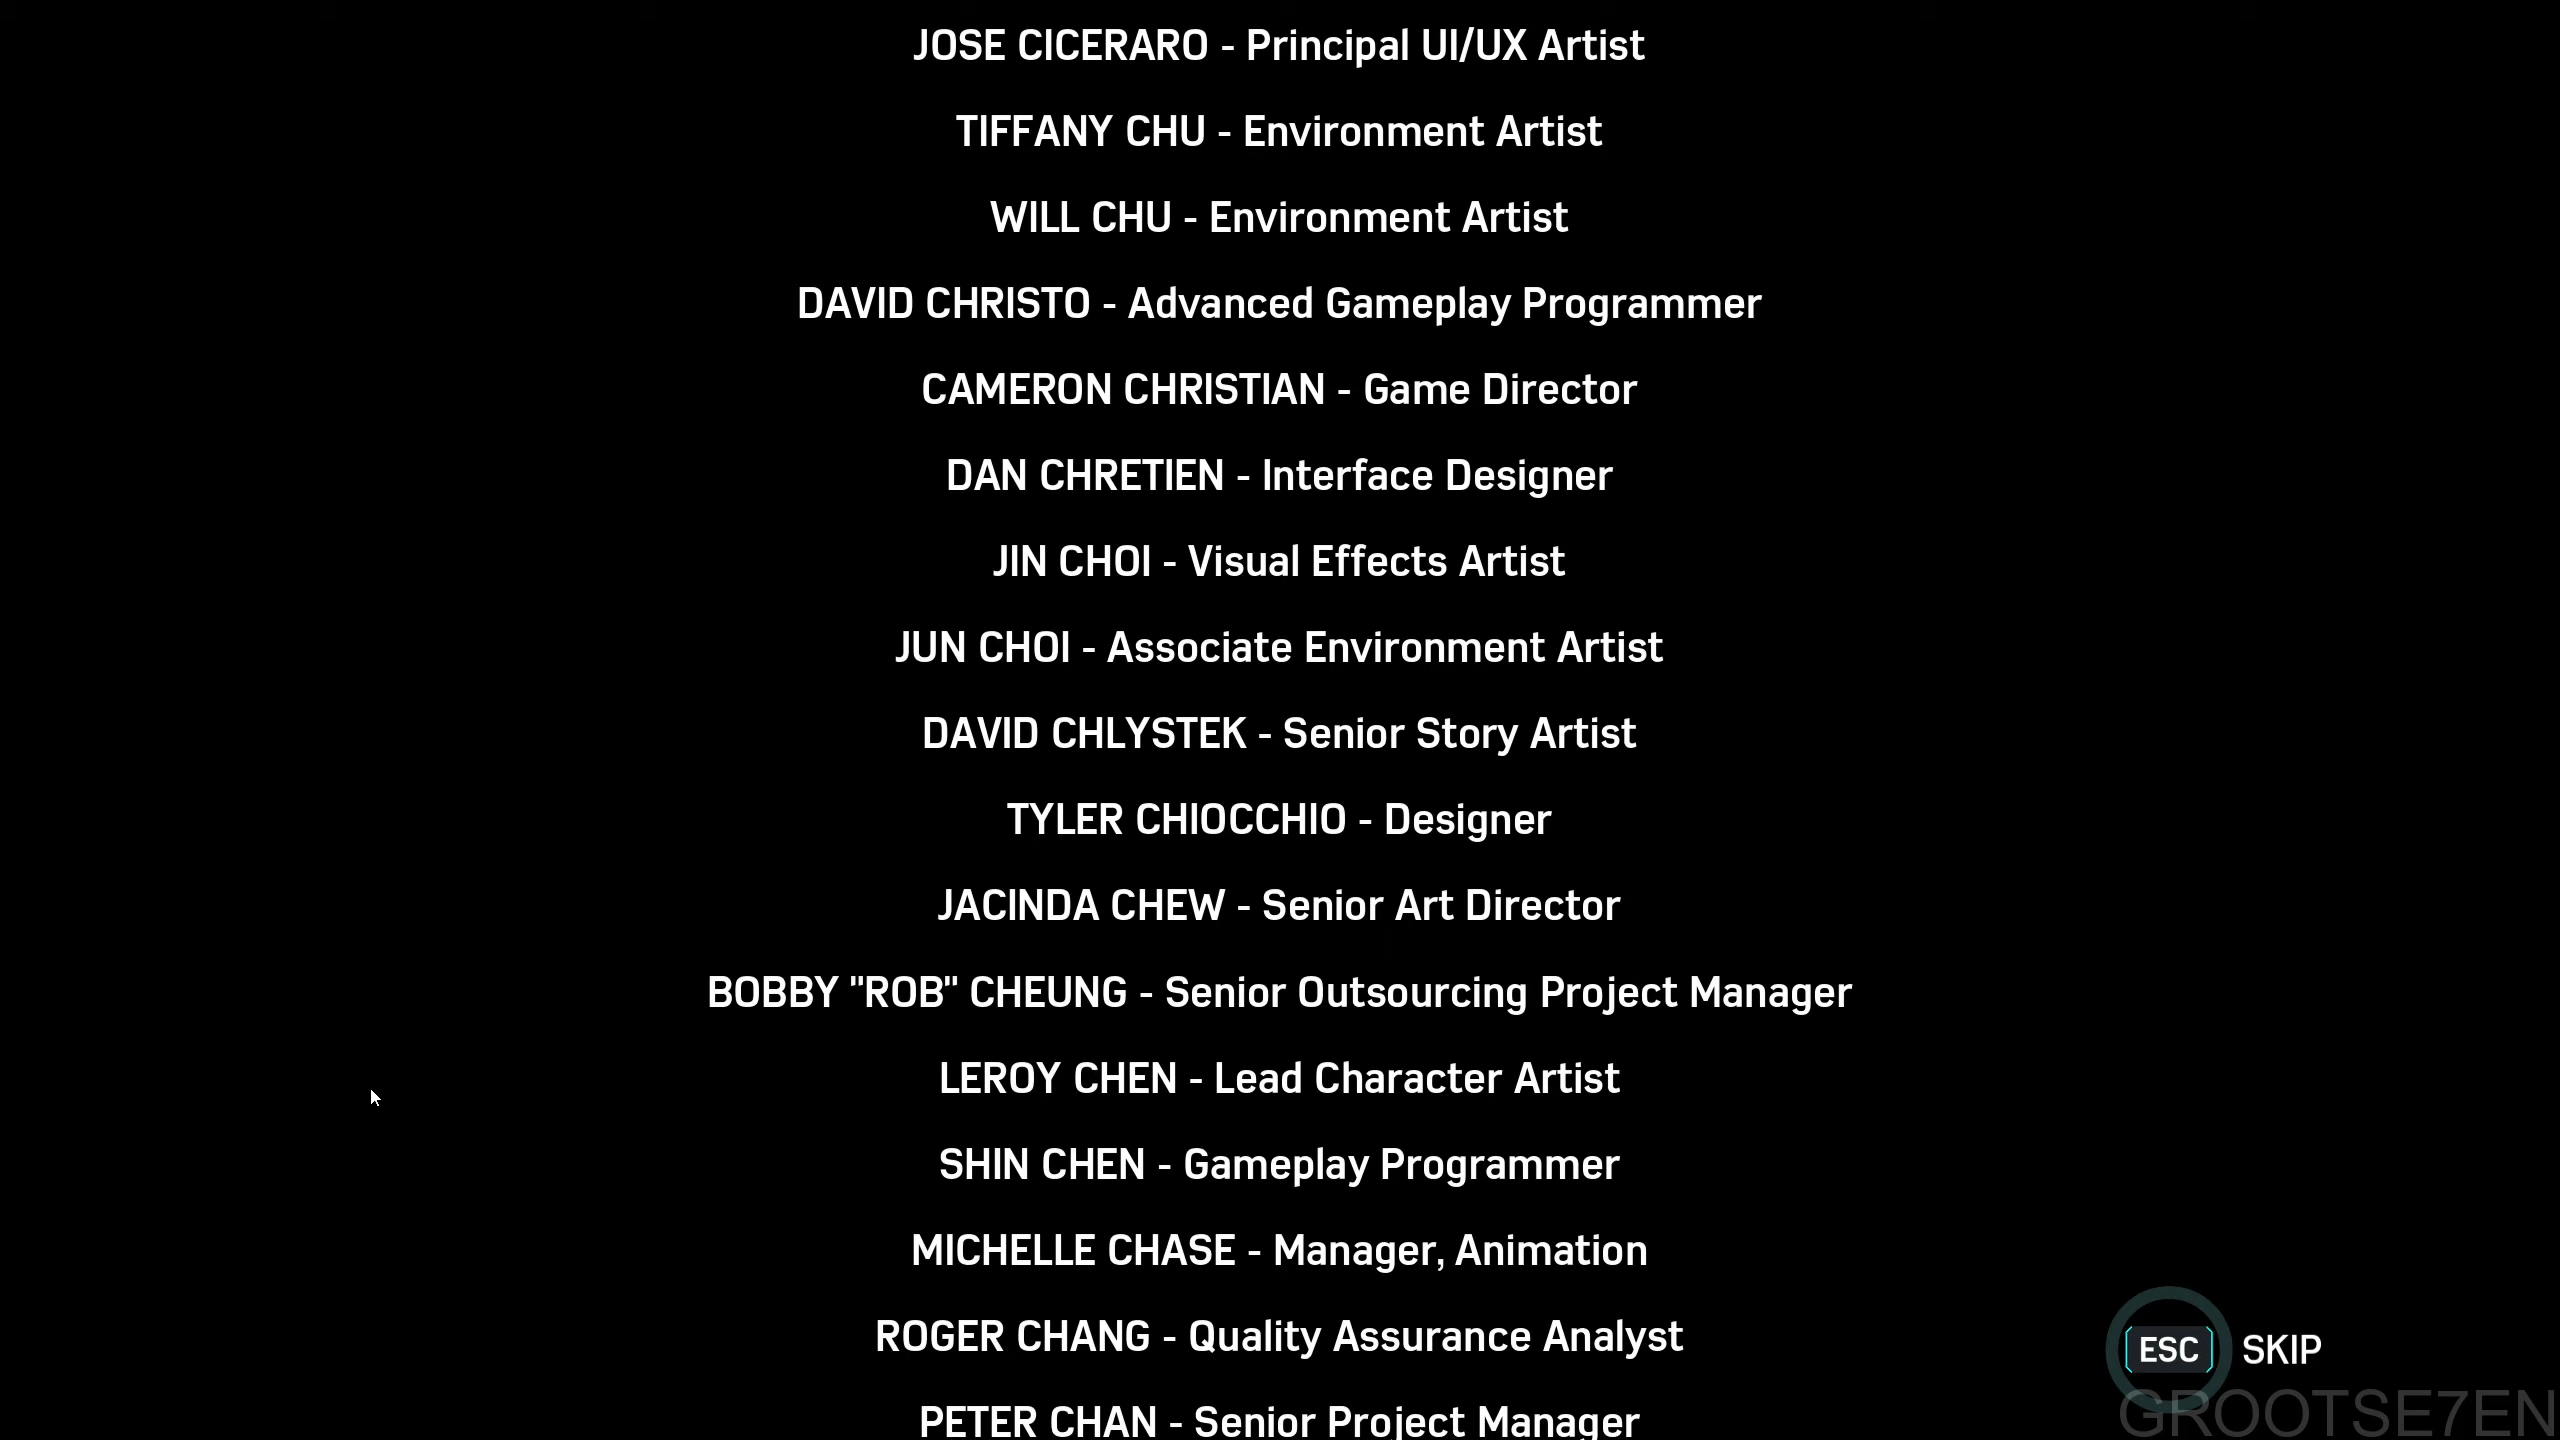 JOSE CICERARO - Principal UI/UX Artist
TIFFANY CHU - Environment Artist
WILL CHU - Environment Artist
DAVID CHRISTO - Advanced Gameplay Programmer
CAMERON CHRISTIAN - Game Director
DAN CHRETIEN - Interface Designer
JIN CHOI - Visual Effects Artist
JUN CHOI - Associate Environment Artist
DAVID CHLYSTEK - Senior Story Artist
TYLER CHIOCCHIO - Designer
JACINDA CHEW - Senior Art Director
BOBBY "ROB" CHEUNG - Senior Outsourcing Project Manager
LEROY CHEN - Lead Character Artist
SHIN CHEN - Gameplay Programmer
MICHELLE CHASE - Manager, Animation
ROGER CHANG - Quality Assurance Analyst
PETER CHAN - Senior Project Manager
ESC SKIP
GROOTSE7EN